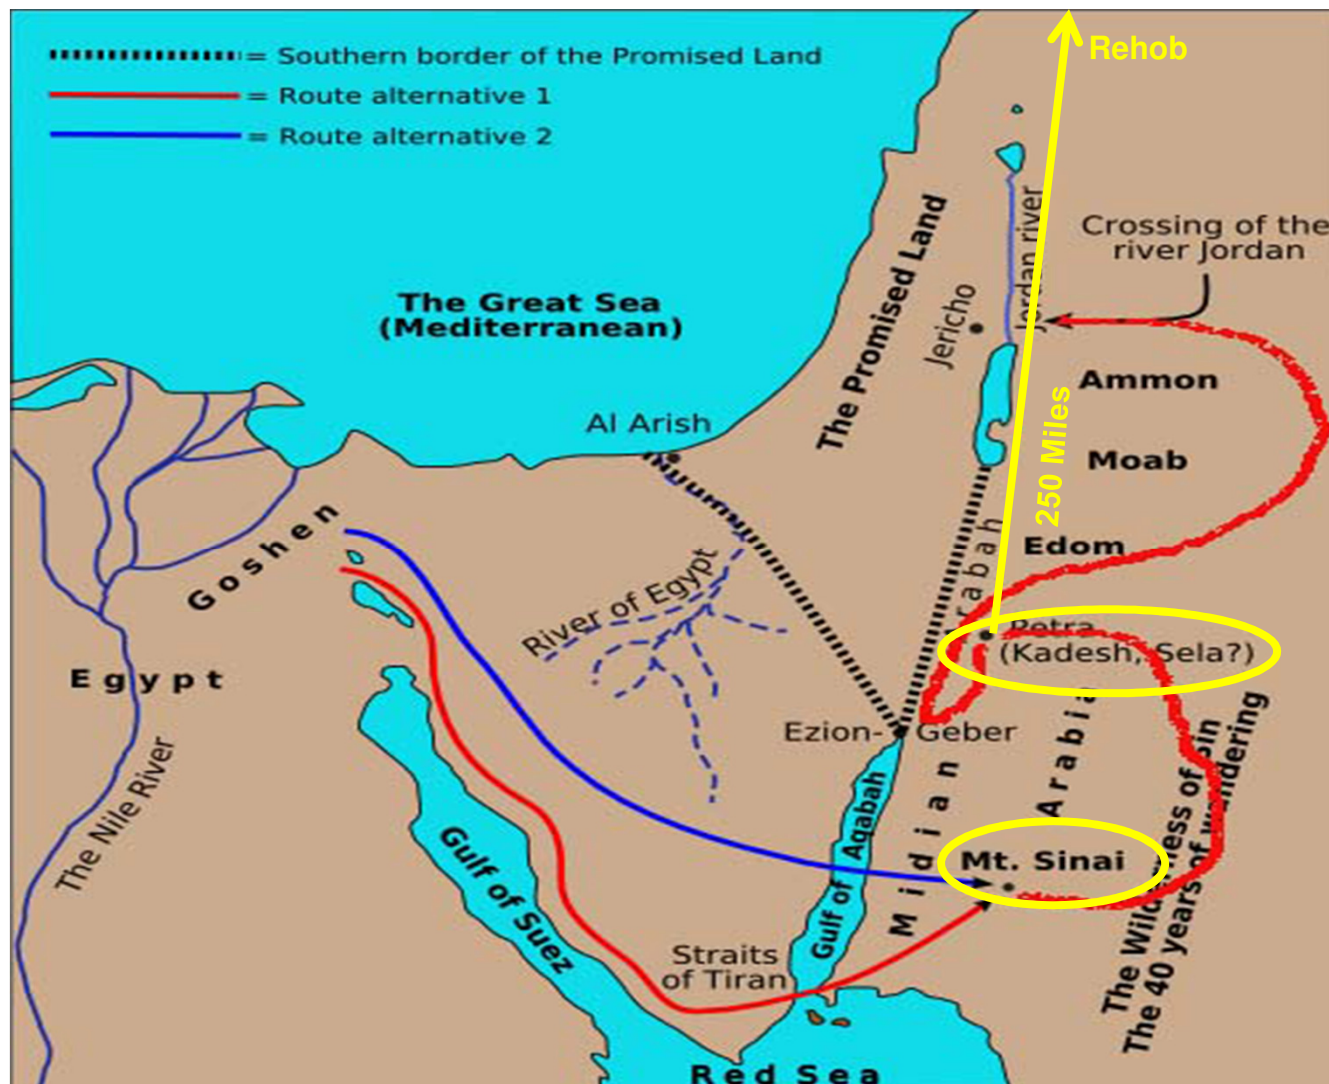 = Southern border of the Promised Land
= Route alternative 1
= Route alternative 2
Rehob
Crossing of the
river Jordan
The Great Sea
(Mediterranean)
The Promised Land
Jericho
Jordan river
Ammon
Moab
Edom
250 Miles
Al Arish
Goshen
Egypt
The Nile River
River of Egypt
Petra
(Kadesh, Sela?)
Ezion-Geber
Midian
Arabia
Mt. Sinai
The Wilderness of Sin
The 40 years of wandering
Gulf of Aqabah
Gulf of Suez
Straits
of Tiran
Red Sea